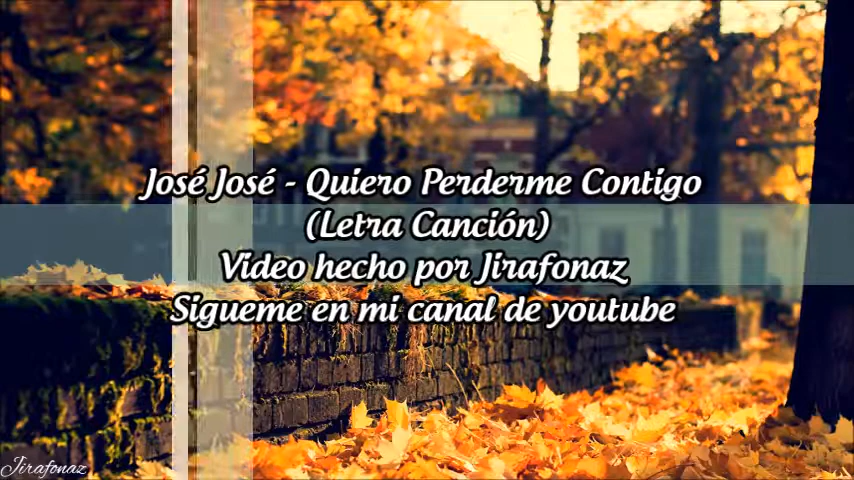 José José - Quiero Perderme Contigo
(Letra Canción)
Video hecho por Jirafonaz
Sigueme en mi canal de youtube
Jirafonaz